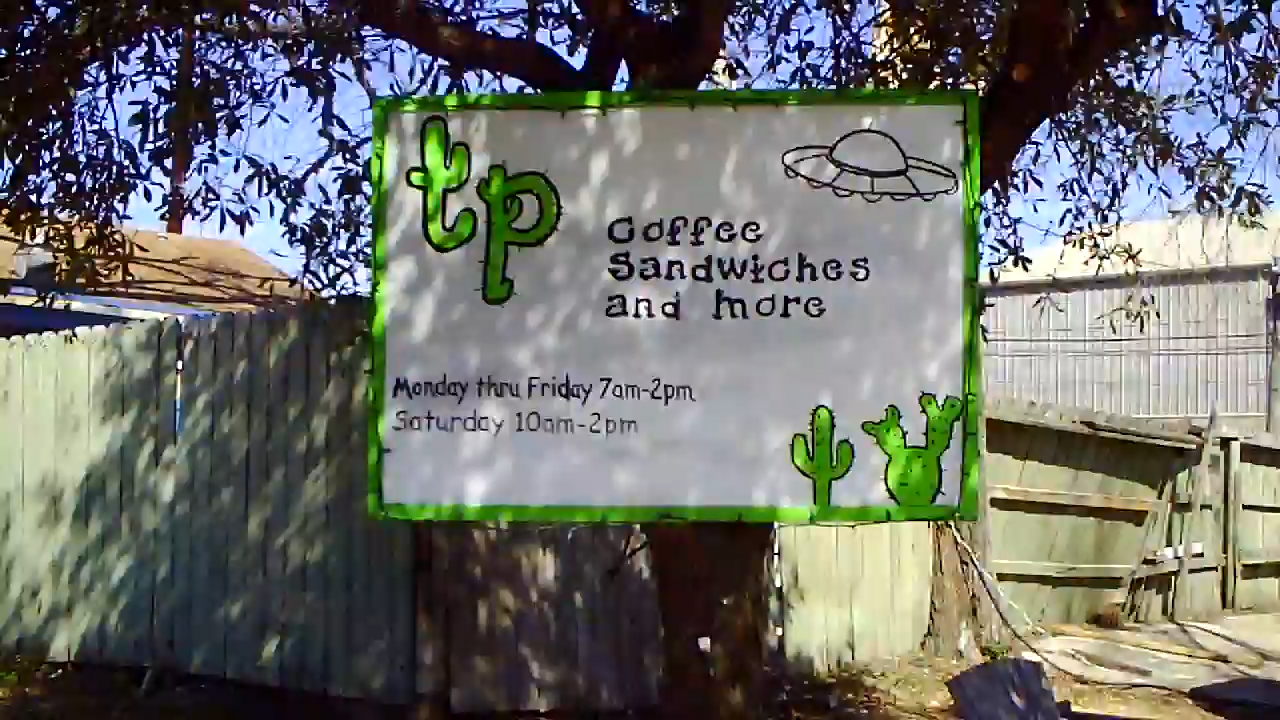 tp
Coffee
Sandwiches
and more
Monday thru Friday 7am-2pm
Saturday 10am-2pm